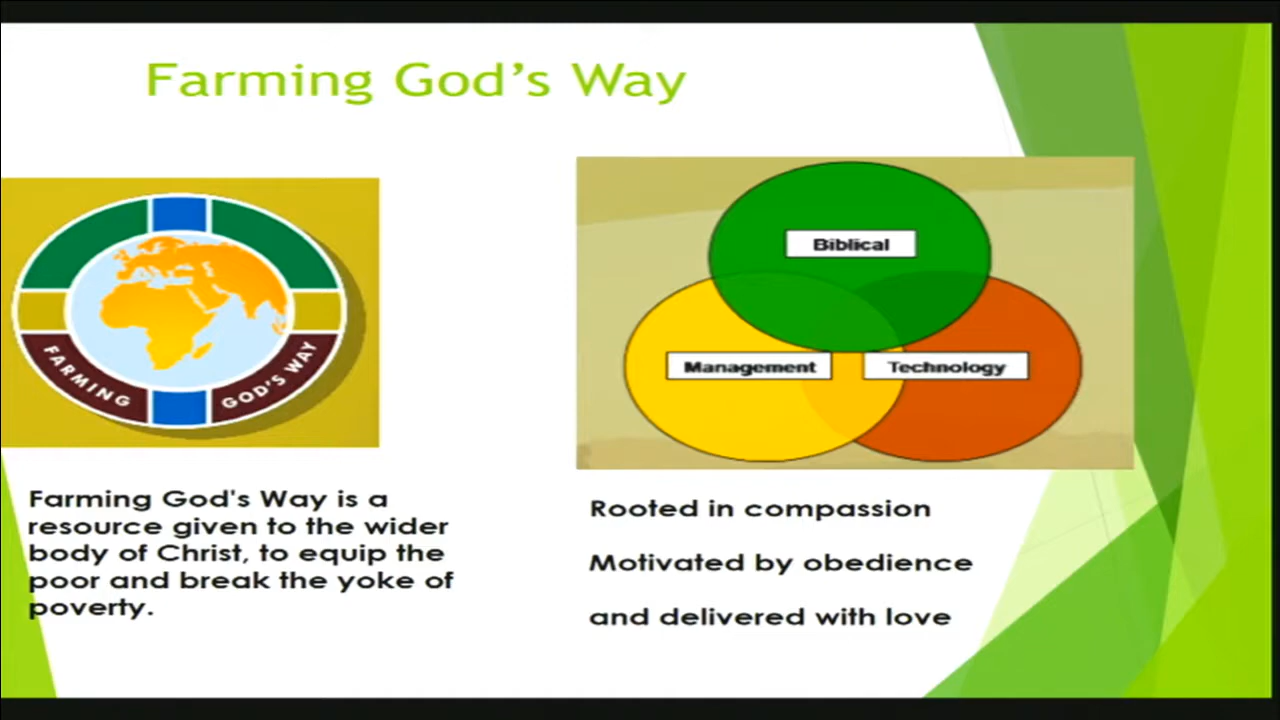 Farming God’s Way
FARMING GOD'S WAY
Biblical
Management
Technology
Farming God's Way is a
resource given to the wider
body of Christ, to equip the
poor and break the yoke of
poverty.
Rooted in compassion
Motivated by obedience
and delivered with love